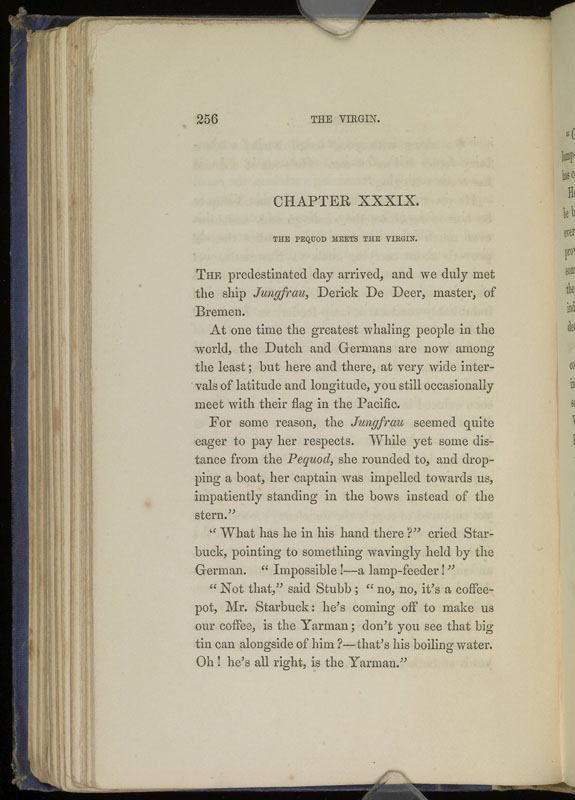 256 THE VIRGIN.
CHAPTER XXXIX.
THE PEQUOD MEETS THE VIRGIN.
THE predestinated day arrived, and we duly met
the ship Jungfrau, Derick De Deer, master, of
Bremen.
At one time the greatest whaling people in the
world, the Dutch and Germans are now among
the least; but here and there, at very wide inter-
vals of latitude and longitude, you still occasionally
meet with their flag in the Pacific.
For some reason, the Jungfrau seemed quite
eager to pay her respects. While yet some dis-
tance from the Pequod, she rounded to, and drop-
ping a boat, her captain was impelled towards us,
impatiently standing in the bows instead of the
stern.”
“ What has he in his hand there?” cried Star-
buck, pointing to something wavingly held by the
German. “ Impossible!—a lamp-feeder!”
“ Not that,” said Stubb; “ no, no, it’s a coffee-
pot, Mr. Starbuck: he’s coming off to make us
our coffee, is the Yarman; don’t you see that big
tin can alongside of him?—that’s his boiling water.
Oh! he’s all right, is the Yarman.”